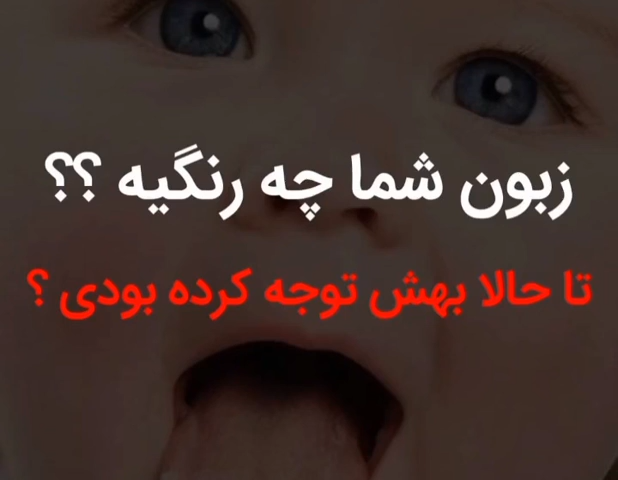 زبون شما چه رنگیه ؟؟
تا حالا بهش توجه کرده بودی ؟